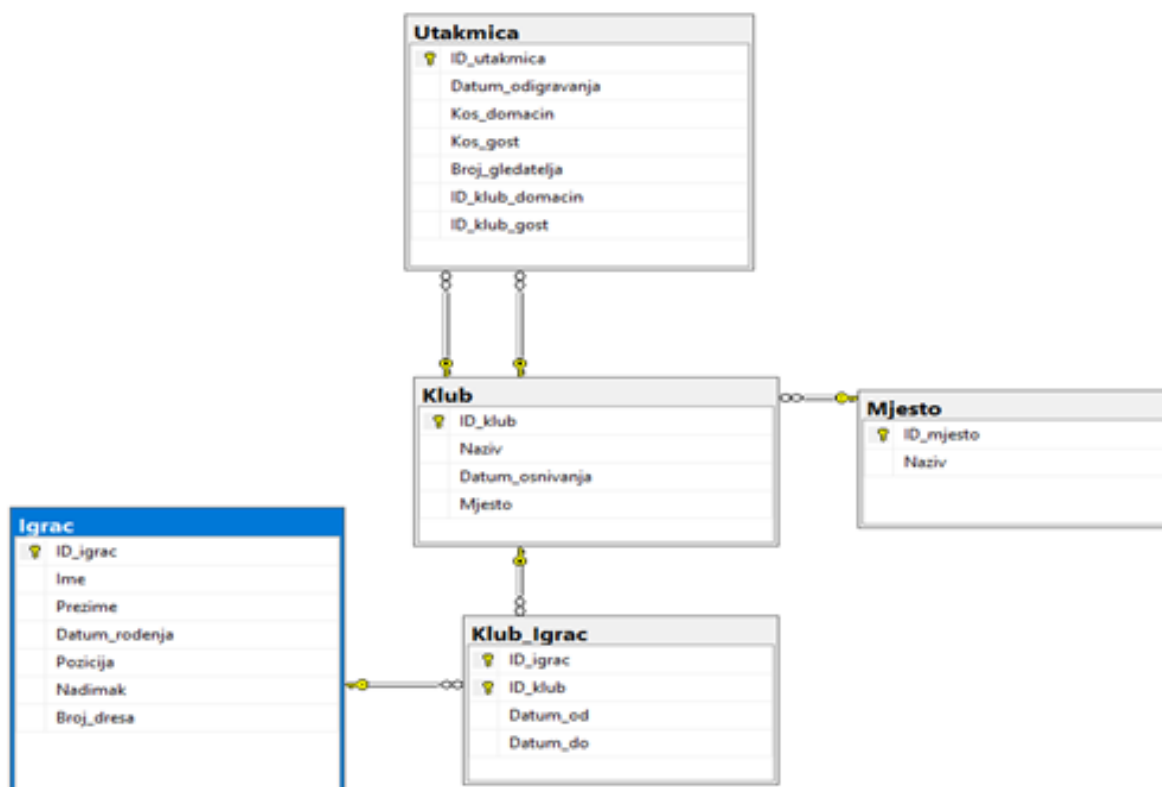 Utakmica
ID_utakmica
Datum_odigravanja
Kos_domacin
Kos_gost
Broj_gledatelja
ID_klub_domacin
ID_klub_gost
Klub
ID_klub
Naziv
Datum_osnivanja
Mjesto
Mjesto
ID_mjesto
Naziv
Igrac
ID_igrac
Ime
Prezime
Datum_rodenja
Pozicija
Nadimak
Broj_dresa
Klub_Igrac
ID_igrac
ID_klub
Datum_od
Datum_do